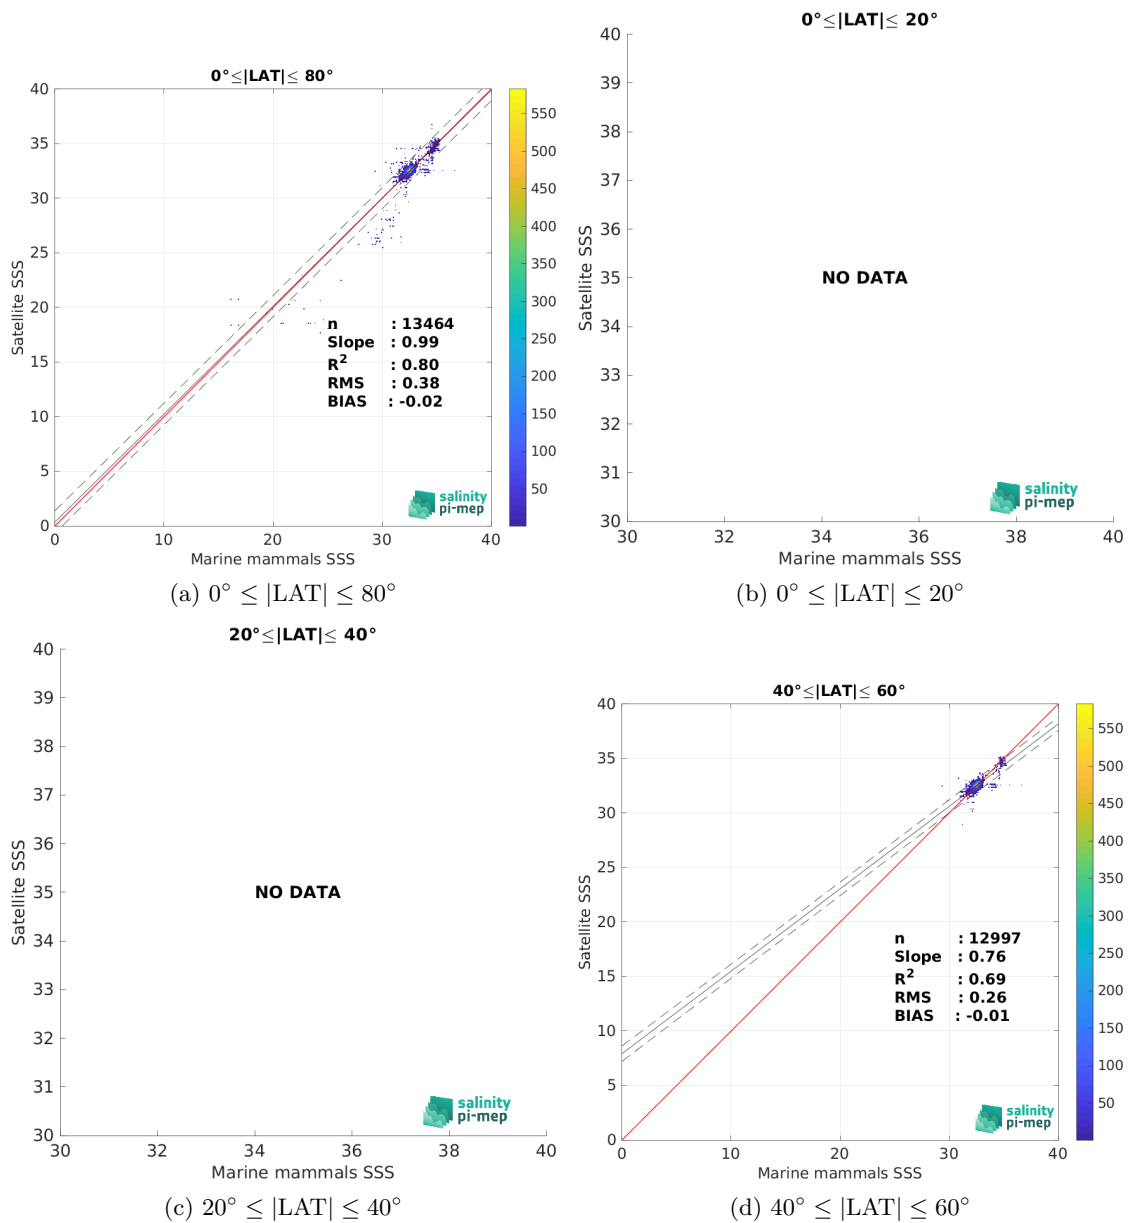 0°≤|LAT|≤ 80°
40
35
30
25
20
15
10
5
0
0
10
20
30
40
Satellite SSS
Marine mammals SSS
n : 13464
Slope : 0.99
R² : 0.80
RMS : 0.38
BIAS : -0.02
salinity
pi-mep
550
500
450
400
350
300
250
200
150
100
50
(a) 0° ≤ |LAT| ≤ 80°
0°≤|LAT|≤ 20°
40
39
38
37
36
35
34
33
32
31
30
30
32
34
36
38
40
Satellite SSS
Marine mammals SSS
NO DATA
salinity
pi-mep
(b) 0° ≤ |LAT| ≤ 20°
20°≤|LAT|≤ 40°
40
39
38
37
36
35
34
33
32
31
30
30
32
34
36
38
40
Satellite SSS
Marine mammals SSS
NO DATA
salinity
pi-mep
(c) 20° ≤ |LAT| ≤ 40°
40°≤|LAT|≤ 60°
40
35
30
25
20
15
10
5
0
0
10
20
30
40
Satellite SSS
Marine mammals SSS
n : 12997
Slope : 0.76
R² : 0.69
RMS : 0.26
BIAS : -0.01
salinity
pi-mep
550
500
450
400
350
300
250
200
150
100
50
(d) 40° ≤ |LAT| ≤ 60°